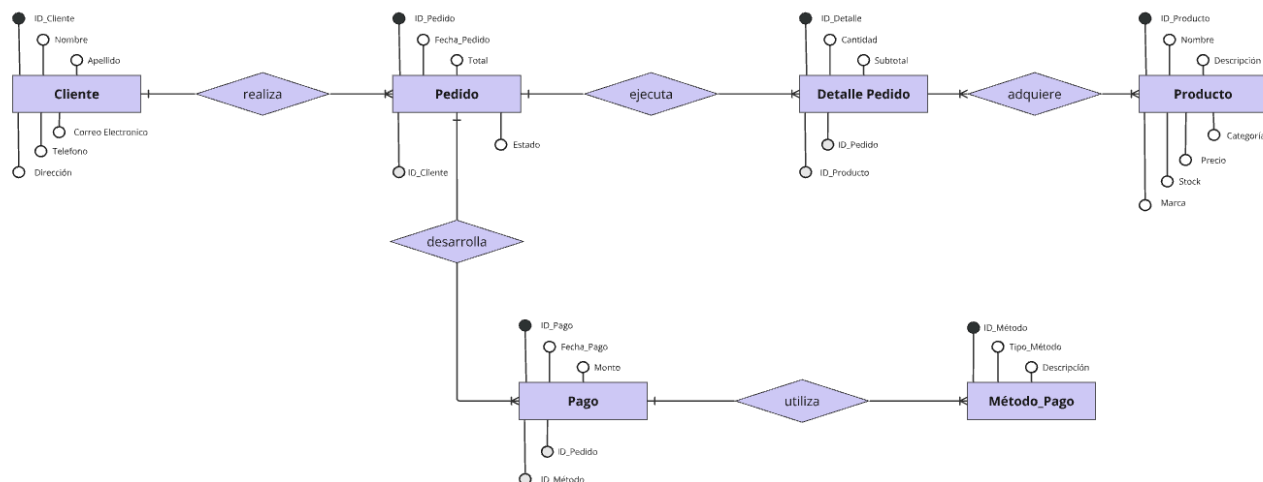 ID_Cliente
Nombre
Apellido
Cliente
Correo Electronico
Telefono
Dirección
realiza
ID_Pedido
Fecha_Pedido
Total
Pedido
Estado
ID_Cliente
ejecuta
ID_Detalle
Cantidad
Subtotal
Detalle Pedido
ID_Pedido
ID_Producto
adquiere
ID_Producto
Nombre
Descripción
Producto
Categoría
Precio
Stock
Marca
desarrolla
ID_Pago
Fecha_Pago
Monto
Pago
ID_Pedido
ID_Método
utiliza
ID_Método
Tipo_Método
Descripción
Método_Pago